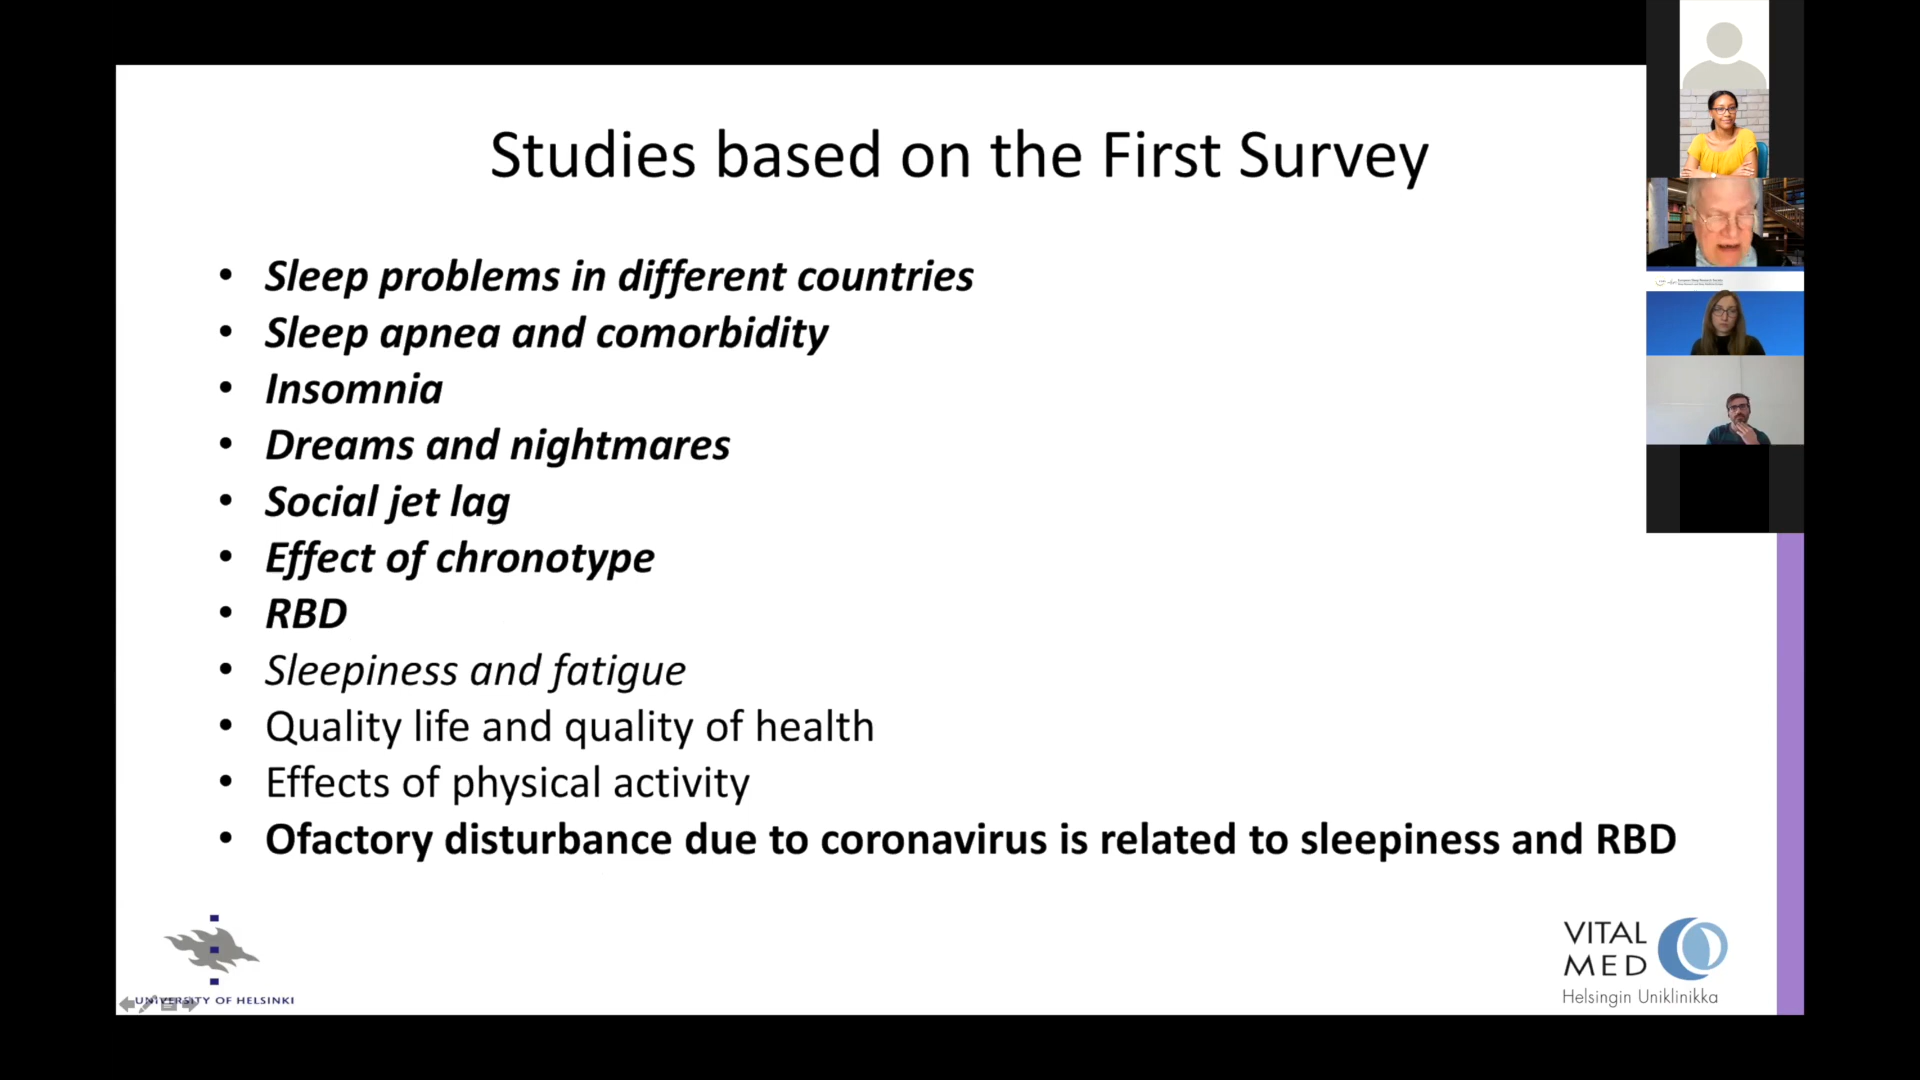 Studies based on the First Survey
• Sleep problems in different countries
• Sleep apnea and comorbidity
• Insomnia
• Dreams and nightmares
• Social jet lag
• Effect of chronotype
• RBD
• Sleepiness and fatigue
• Quality life and quality of health
• Effects of physical activity
• Ofactory disturbance due to coronavirus is related to sleepiness and RBD
UNIVERSITY OF HELSINKI
VITAL
MED
Helsingin Uniklinikka